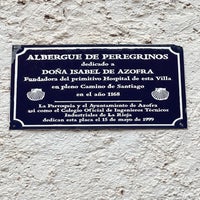 ALBERGUE DE PEREGRINOS
dedicado a
DOÑA ISABEL DE AZOFRA
Fundadora del primitivo Hospital de esta Villa
en pleno Camino de Santiago
en el año 1168
La Parroquia y el Ayuntamiento de Azofra
así como el Colegio Oficial de Ingenieros Técnicos
Industriales de La Rioja
dedican esta placa el 15 de mayo de 1999